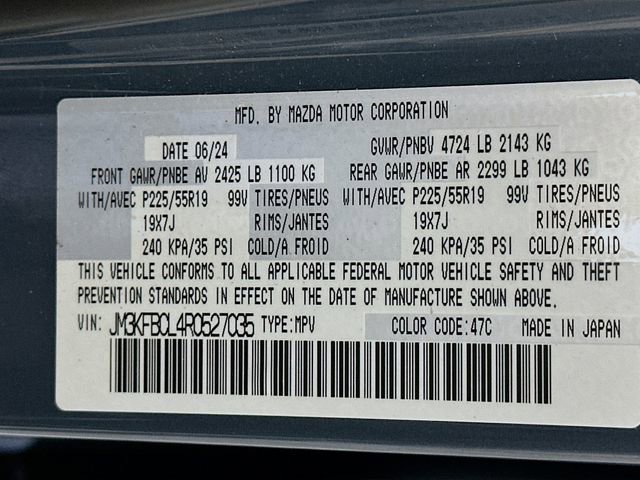 MFD. BY MAZDA MOTOR CORPORATION
DATE 06/24 GVWR/PNBV 4724 LB 2143 KG
FRONT GAWR/PNBE AV 2425 LB 1100 KG REAR GAWR/PNBE AR 2299 LB 1043 KG
WITH/AVEC P225/55R19 99V TIRES/PNEUS WITH/AVEC P225/55R19 99V TIRES/PNEUS
19X7J RIMS/JANTES 19X7J RIMS/JANTES
240 KPA/35 PSI COLD/A FROID 240 KPA/35 PSI COLD/A FROID
THIS VEHICLE CONFORMS TO ALL APPLICABLE FEDERAL MOTOR VEHICLE SAFETY AND THEFT
PREVENTION STANDARDS IN EFFECT ON THE DATE OF MANUFACTURE SHOWN ABOVE.
VIN: JM3KFBCL4R0527035 TYPE:MPV COLOR CODE:47C MADE IN JAPAN